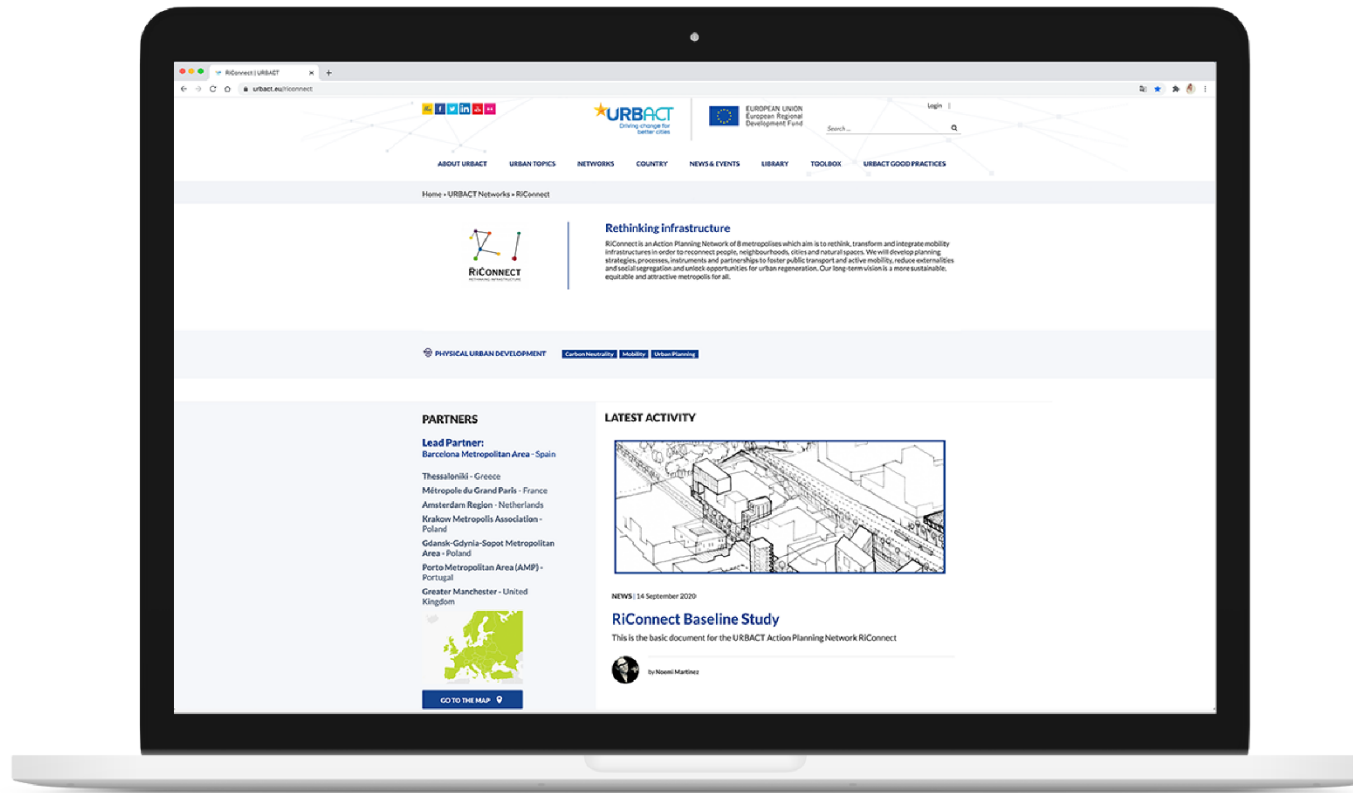 RiConnect | URBACT
urbact.eu/riconnect
URBACT
Driving change for
better cities
EUROPEAN UNION
European Regional
Development Fund
Login |
Search ...
ABOUT URBACT URBAN TOPICS NETWORKS COUNTRY NEWS & EVENTS LIBRARY TOOLBOX URBACT GOOD PRACTICES
Home » URBACT Networks » RiConnect
RICONNECT
RETHINKING INFRASTRUCTURE
Rethinking infrastructure
RiConnect is an Action Planning Network of 8 metropolises which aim is to rethink, transform and integrate mobility
infrastructures in order to reconnect people, neighbourhoods, cities and natural spaces. We will develop planning
strategies, processes, instruments and partnerships to foster public transport and active mobility, reduce externalities
and social segregation and unlock opportunities for urban regeneration. Our long-term vision is a more sustainable,
equitable and attractive metropolis for all.
PHYSICAL URBAN DEVELOPMENT Carbon Neutrality Mobility Urban Planning
PARTNERS
Lead Partner:
Barcelona Metropolitan Area - Spain
Thessaloniki - Greece
Métropole du Grand Paris - France
Amsterdam Region - Netherlands
Krakow Metropolis Association -
Poland
Gdansk-Gdynia-Sopot Metropolitan
Area - Poland
Porto Metropolitan Area (AMP) -
Portugal
Greater Manchester - United
Kingdom
GO TO THE MAP
LATEST ACTIVITY
NEWS | 14 September 2020
RiConnect Baseline Study
This is the basic document for the URBACT Action Planning Network RiConnect
by Noemi Martinez